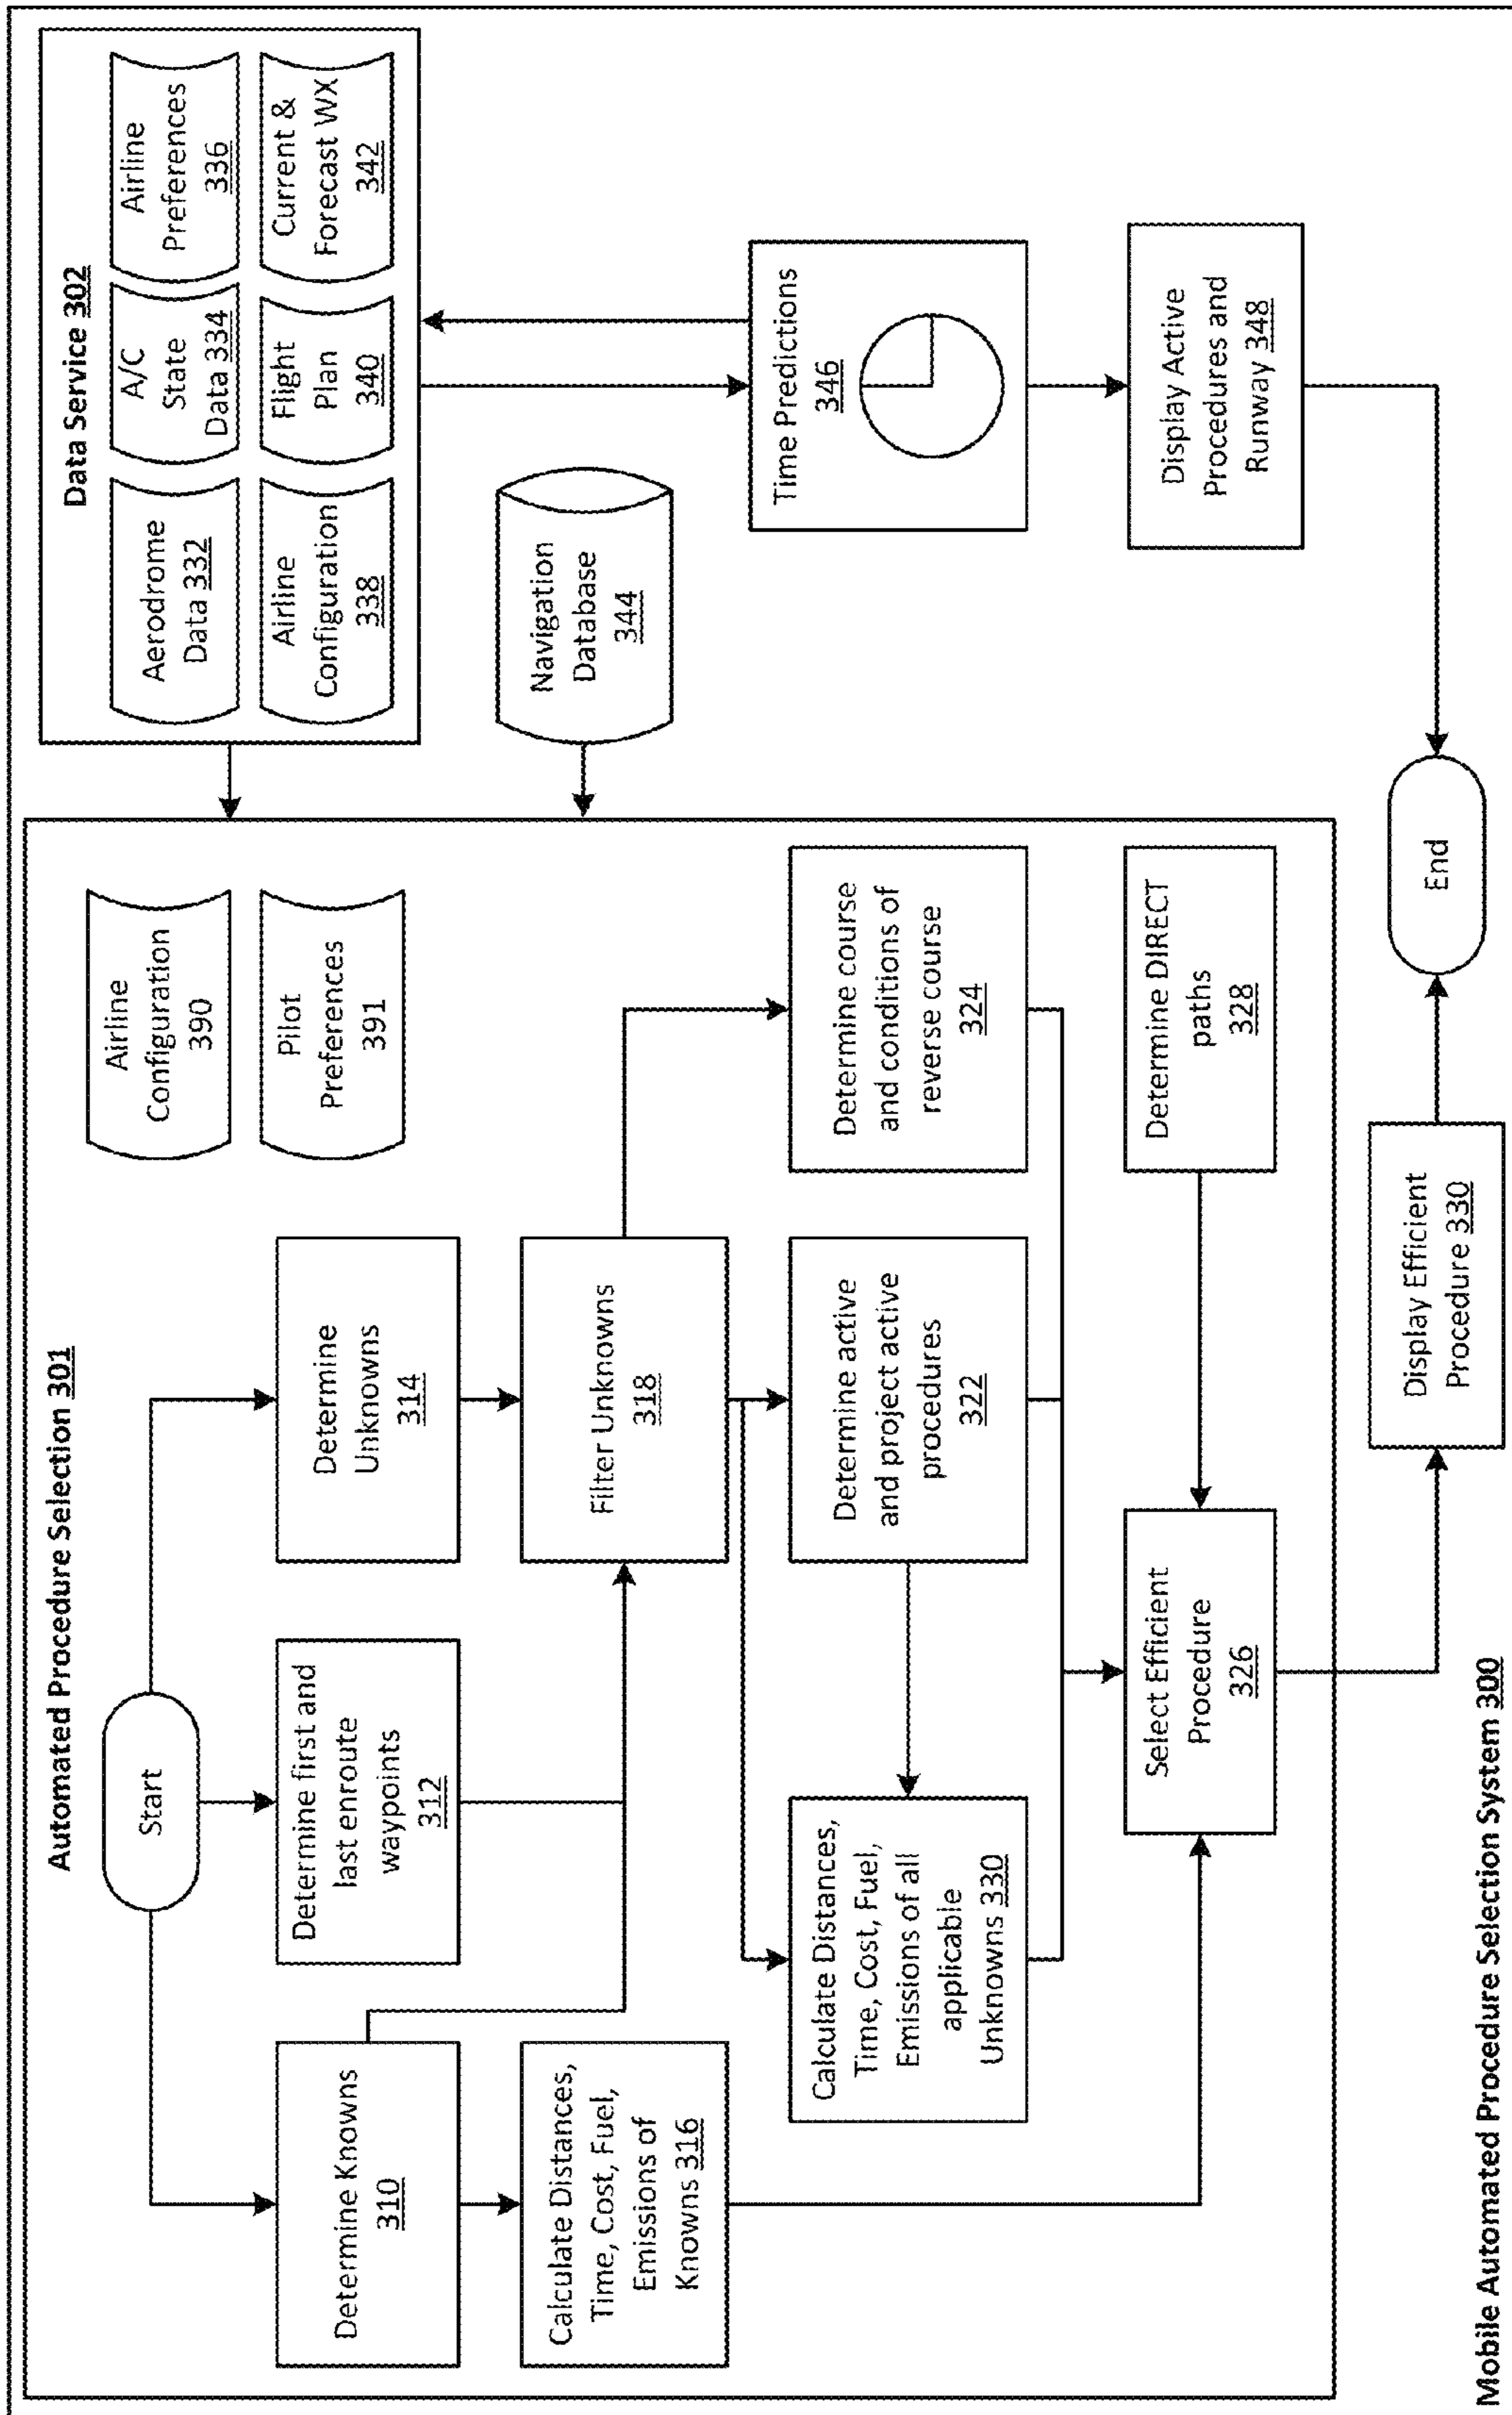 Automated Procedure Selection 301
Start
Determine Knowns
310
Determine first and
last enroute
waypoints
312
Determine
Unknowns
314
Airline
Configuration
390
Pilot
Preferences
391
Calculate Distances,
Time, Cost, Fuel,
Emissions of
Knowns 316
Filter Unknowns
318
Calculate Distances,
Time, Cost, Fuel,
Emissions of all
applicable
Unknowns 330
Determine active
and project active
procedures
322
Determine course
and conditions of
reverse course
324
Select Efficient
Procedure
326
Determine DIRECT
paths
328
Data Service 302
Aerodrome
Data 332
A/C
State
Data 334
Airline
Preferences
336
Airline
Configuration
338
Flight
Plan
340
Current &
Forecast WX
342
Navigation
Database
344
Time Predictions
346
Display Active
Procedures and
Runway 348
Display Efficient
Procedure 330
End
Mobile Automated Procedure Selection System 300